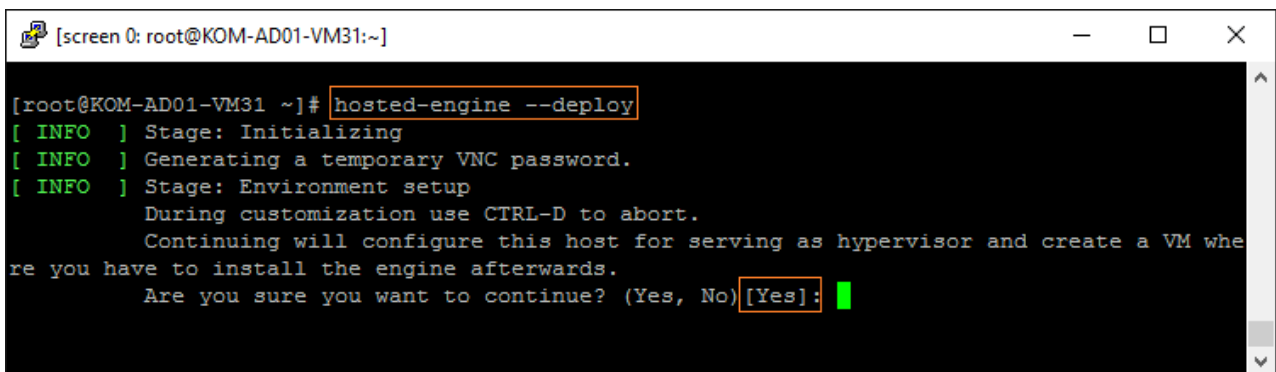 [screen 0: root@KOM-AD01-VM31:~]
[root@KOM-AD01-VM31 ~]# hosted-engine --deploy
[ INFO  ] Stage: Initializing
[ INFO  ] Generating a temporary VNC password.
[ INFO  ] Stage: Environment setup
During customization use CTRL-D to abort.
Continuing will configure this host for serving as hypervisor and create a VM whe
re you have to install the engine afterwards.
Are you sure you want to continue? (Yes, No)[Yes]: